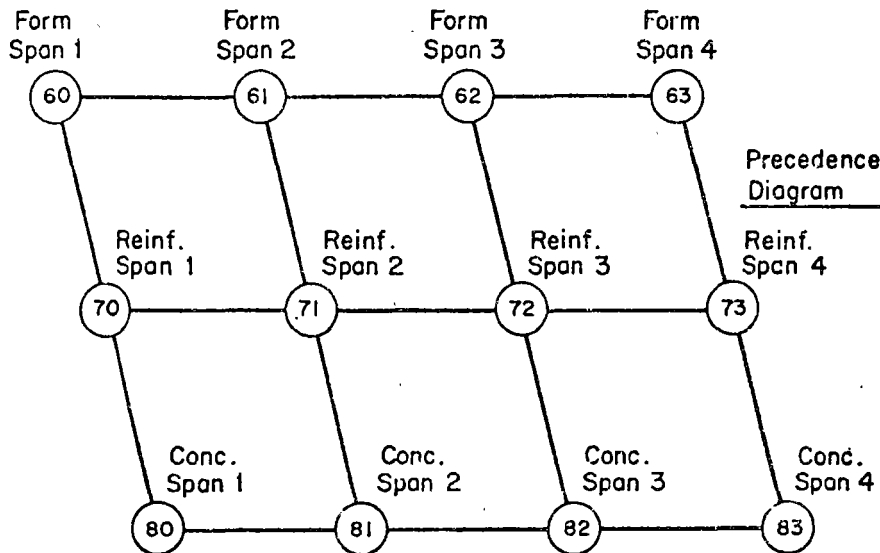 Form
Span 1
Form
Span 2
Form
Span 3
Form
Span 4
60
61
62
63
Precedence
Diagram
Reinf.
Span 1
Reinf.
Span 2
Reinf.
Span 3
Reinf.
Span 4
70
71
72
73
Conc.
Span 1
Conc.
Span 2
Conc.
Span 3
Conc.
Span 4
80
81
82
83